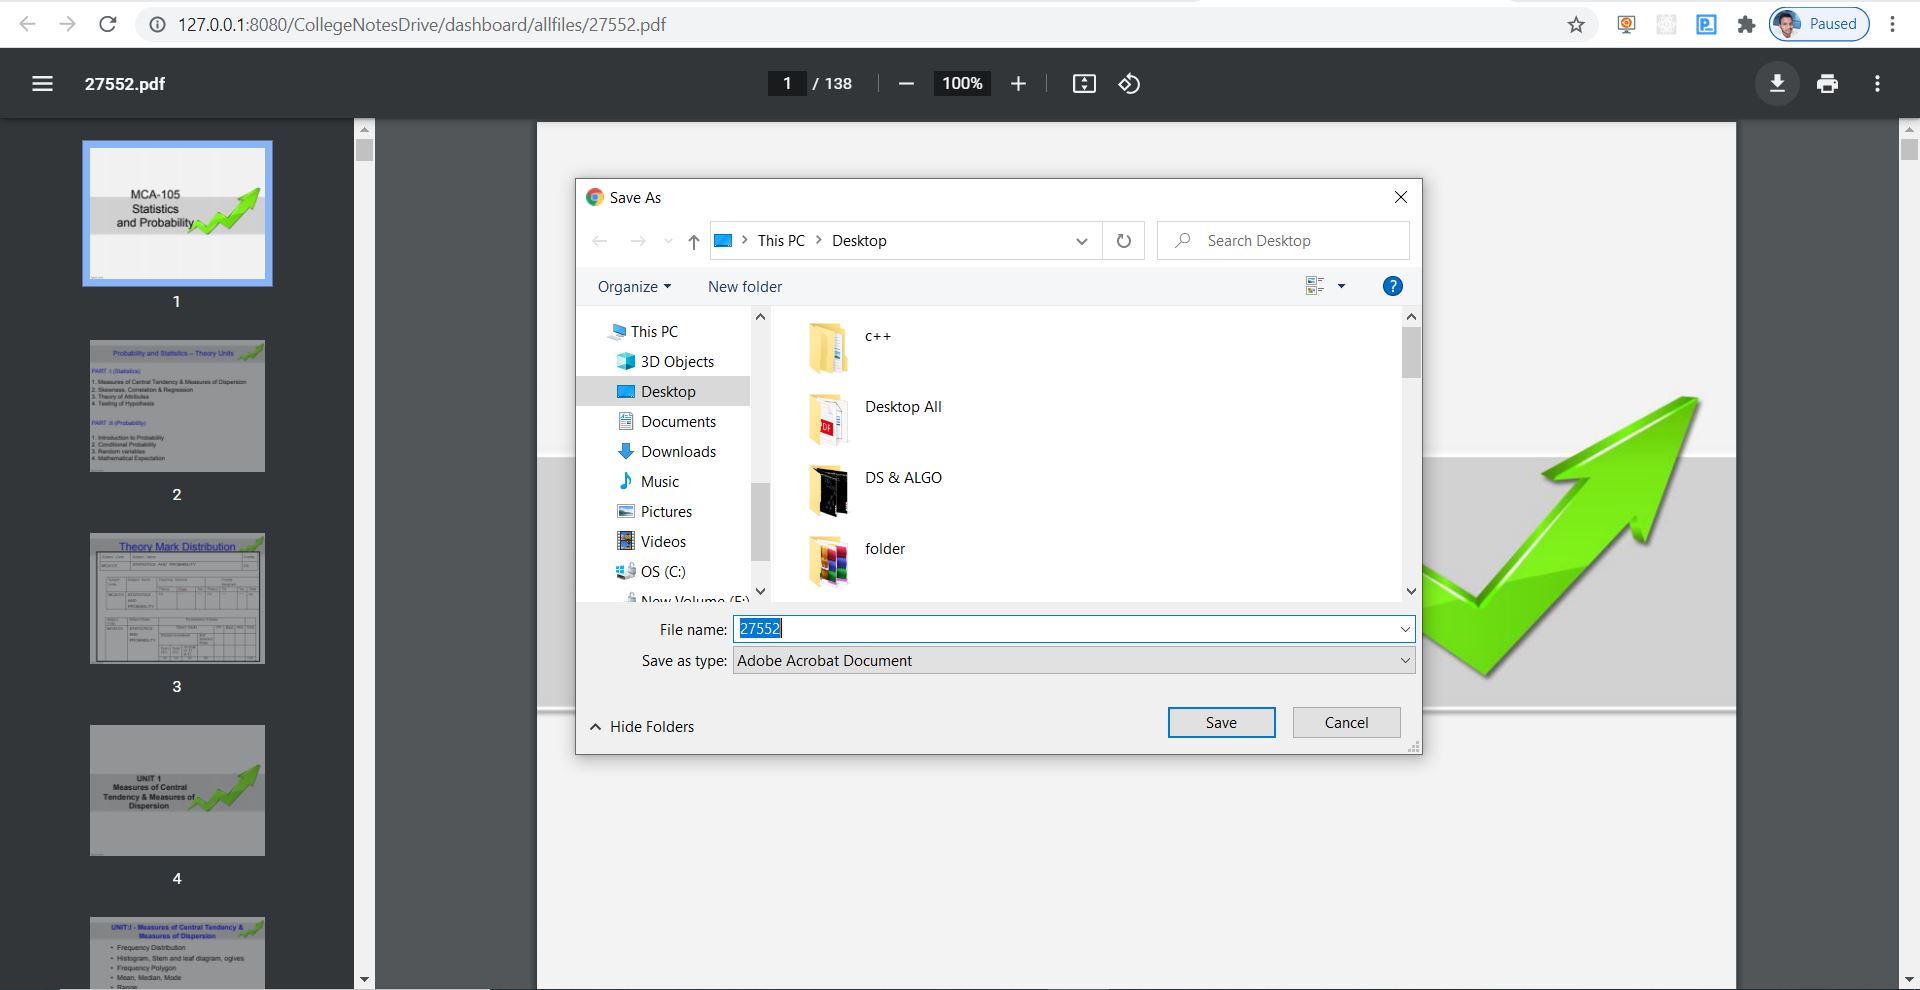 127.0.0.1:8080/CollegeNotesDrive/dashboard/allfiles/27552.pdf
Paused
27552.pdf
1 / 138
100%
MCA-105
Statistics
and Probability
1
Probability and Statistics – Theory Units
PART :I (Statistics)
1. Measures of Central Tendency & Measures of Dispersion
2. Skewness, Correlation & Regression
3. Theory of Attributes
4. Testing of Hypothesis
PART :II (Probability)
1. Introduction to Probability
2. Conditional Probability
3. Random variables
4. Mathematical Expectation
2
Theory Mark Distribution
STATISTICS AND PROBABILITY
3
UNIT 1
Measures of Central
Tendency & Measures of
Dispersion
4
UNIT:I - Measures of Central Tendency &
Measures of Dispersion
• Frequency Distribution
• Histogram, Stem and leaf diagram, ogives
• Frequency Polygon
• Mean, Median, Mode
• Range
Save As
This PC
Desktop
Search Desktop
Organize
New folder
?
This PC
3D Objects
Desktop
Documents
Downloads
Music
Pictures
Videos
OS (C:)
New Volume (E:)
c++
Desktop All
PDF
DS & ALGO
folder
File name: 27552
Save as type: Adobe Acrobat Document
Hide Folders
Save
Cancel